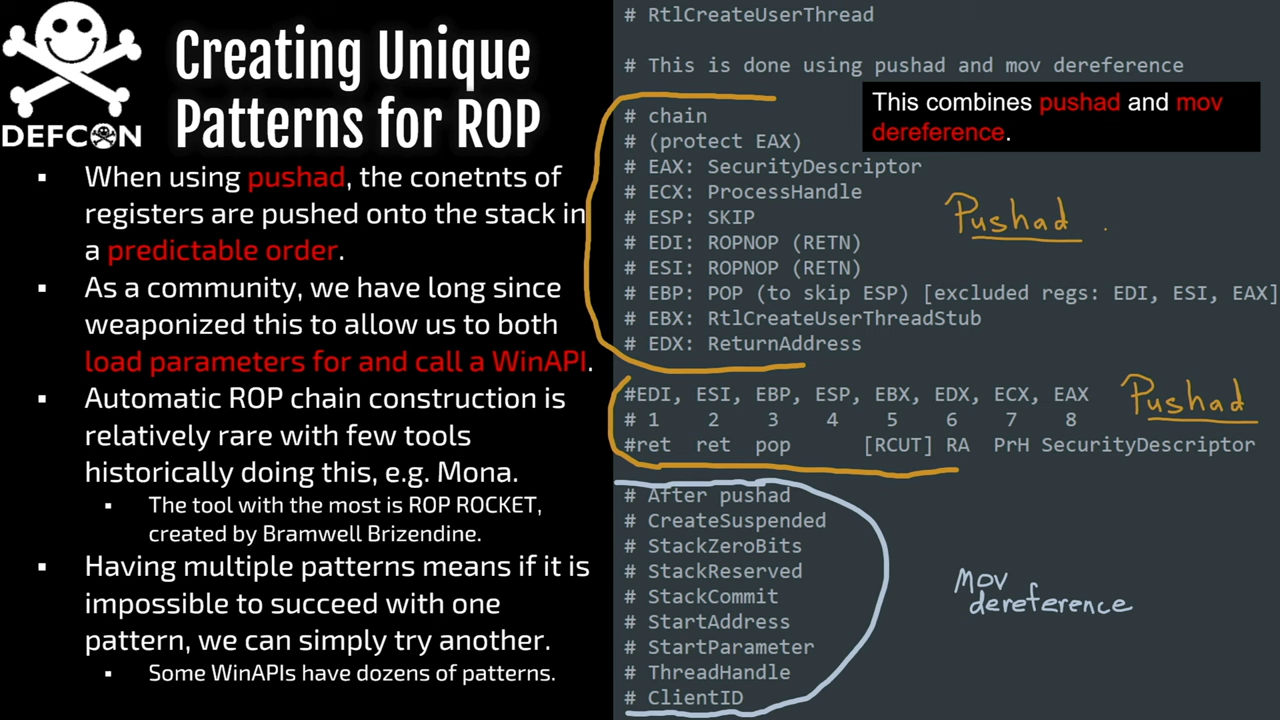 DEFCON
Creating Unique
Patterns for ROP
▪ When using pushad, the conetnts of
registers are pushed onto the stack in
a predictable order.
▪ As a community, we have long since
weaponized this to allow us to both
load parameters for and call a WinAPI.
▪ Automatic ROP chain construction is
relatively rare with few tools
historically doing this, e.g. Mona.
▪ The tool with the most is ROP ROCKET,
created by Bramwell Brizendine.
▪ Having multiple patterns means if it is
impossible to succeed with one
pattern, we can simply try another.
▪ Some WinAPIs have dozens of patterns.
# RtlCreateUserThread
# This is done using pushad and mov dereference
This combines pushad and mov
dereference.
# chain
# (protect EAX)
# EAX: SecurityDescriptor
# ECX: ProcessHandle
# ESP: SKIP
# EDI: ROPNOP (RETN)
# ESI: ROPNOP (RETN)
# EBP: POP (to skip ESP) [excluded regs: EDI, ESI, EAX]
# EBX: RtlCreateUserThreadStub
# EDX: ReturnAddress
Pushad
#EDI, ESI, EBP, ESP, EBX, EDX, ECX, EAX
# 1 2 3 4 5 6 7 8
#ret ret pop [RCUT] RA PrH SecurityDescriptor
Pushad
# After pushad
# CreateSuspended
# StackZeroBits
# StackReserved
# StackCommit
# StartAddress
# StartParameter
# ThreadHandle
# ClientID
mov
dereference